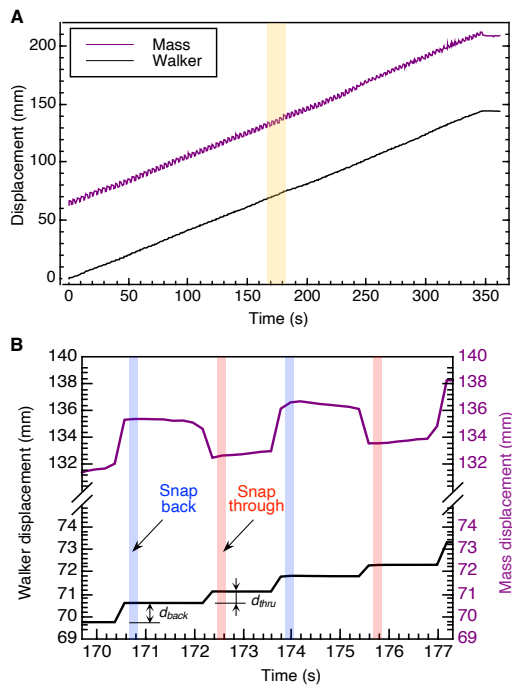 A
Displacement (mm)
200
150
100
50
0
Mass
Walker
0 50 100 150 200 250 300 350
Time (s)
B
Walker displacement (mm)
Mass displacement (mm)
140 140
138 138
136 136
134 134
132 132
Snap back
Snap through
74 74
73 73
72 72
71 71
70 70
69 69
d_back
d_thru
170 171 172 173 174 175 176 177
Time (s)